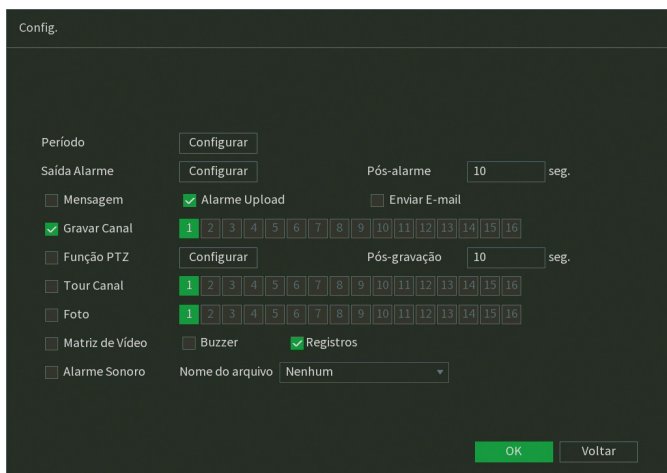 Config.
Período Configurar
Saída Alarme Configurar Pós-alarme 10 seg.
Mensagem Alarme Upload Enviar E-mail
Gravar Canal 1 2 3 4 5 6 7 8 9 10 11 12 13 14 15 16
Função PTZ Configurar Pós-gravação 10 seg.
Tour Canal 1 2 3 4 5 6 7 8 9 10 11 12 13 14 15 16
Foto 1 2 3 4 5 6 7 8 9 10 11 12 13 14 15 16
Matriz de Vídeo Buzzer Registros
Alarme Sonoro Nome do arquivo Nenhum
OK Voltar